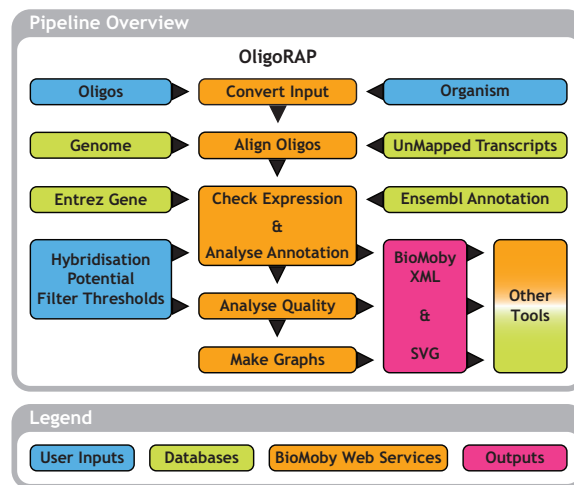 Pipeline Overview
OligoRAP
Oligos
Convert Input
Organism
Genome
Align Oligos
UnMapped Transcripts
Entrez Gene
Check Expression
&
Analyse Annotation
Ensembl Annotation
Hybridisation
Potential
Filter Thresholds
BioMoby
XML
&
SVG
Other
Tools
Analyse Quality
Make Graphs
Legend
User Inputs
Databases
BioMoby Web Services
Outputs